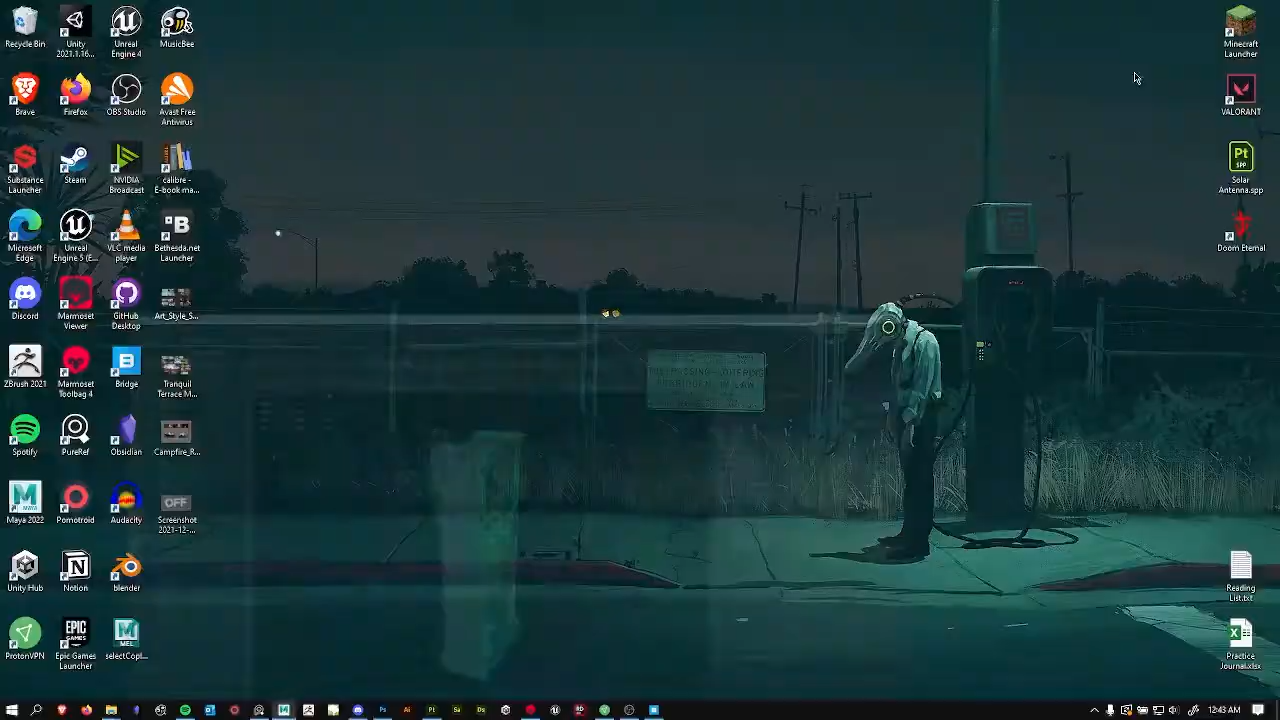 Recycle Bin
Unity
2021.1.16...
Unreal
Engine 4
MusicBee
Brave
Firefox
OBS Studio
Avast Free
Antivirus
Substance
Launcher
Steam
NVIDIA
Broadcast
calibre -
E-book ma...
Microsoft
Edge
Unreal
Engine 5 (E...
VLC media
player
Bethesda.net
Launcher
Discord
Marmoset
Viewer
GitHub
Desktop
Art_Style_S...
ZBrush 2021
Marmoset
Toolbag 4
Bridge
Tranquil
Terrace M...
Spotify
PureRef
Obsidian
Campfire_R...
Maya 2022
Pomotroid
Audacity
OFF
Screenshot
2021-12-...
Unity Hub
Notion
blender
ProtonVPN
Epic Games
Launcher
selectCopl...
Minecraft
Launcher
VALORANT
Pt
SPP
Solar
Antenna.spp
Doom Eternal
Reading
List.txt
Practice
Journal.xlsx
12:43 AM